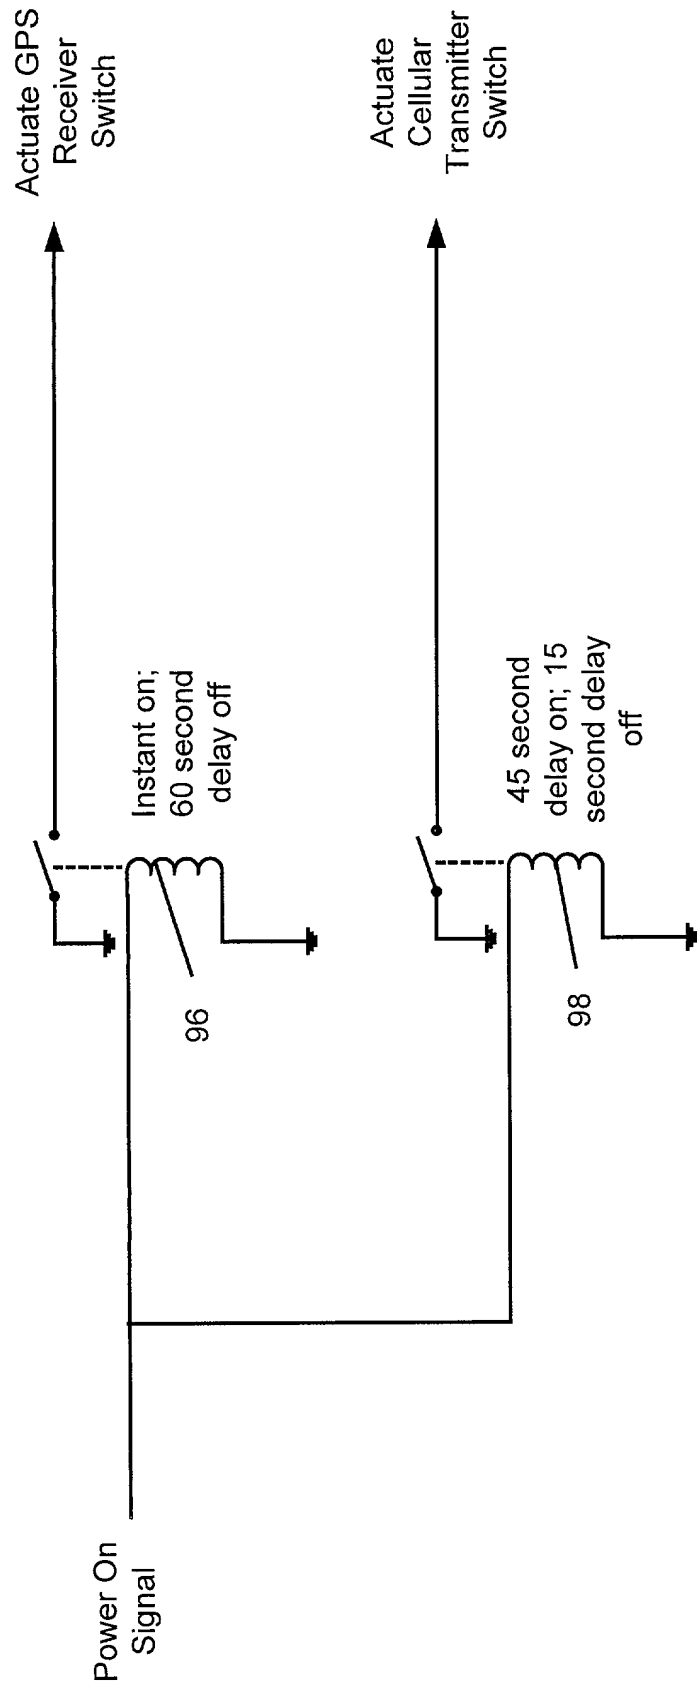 Power On
Signal
96
Instant on;
60 second
delay off
Actuate GPS
Receiver
Switch
98
45 second
delay on; 15
second delay
off
Actuate
Cellular
Transmitter
Switch